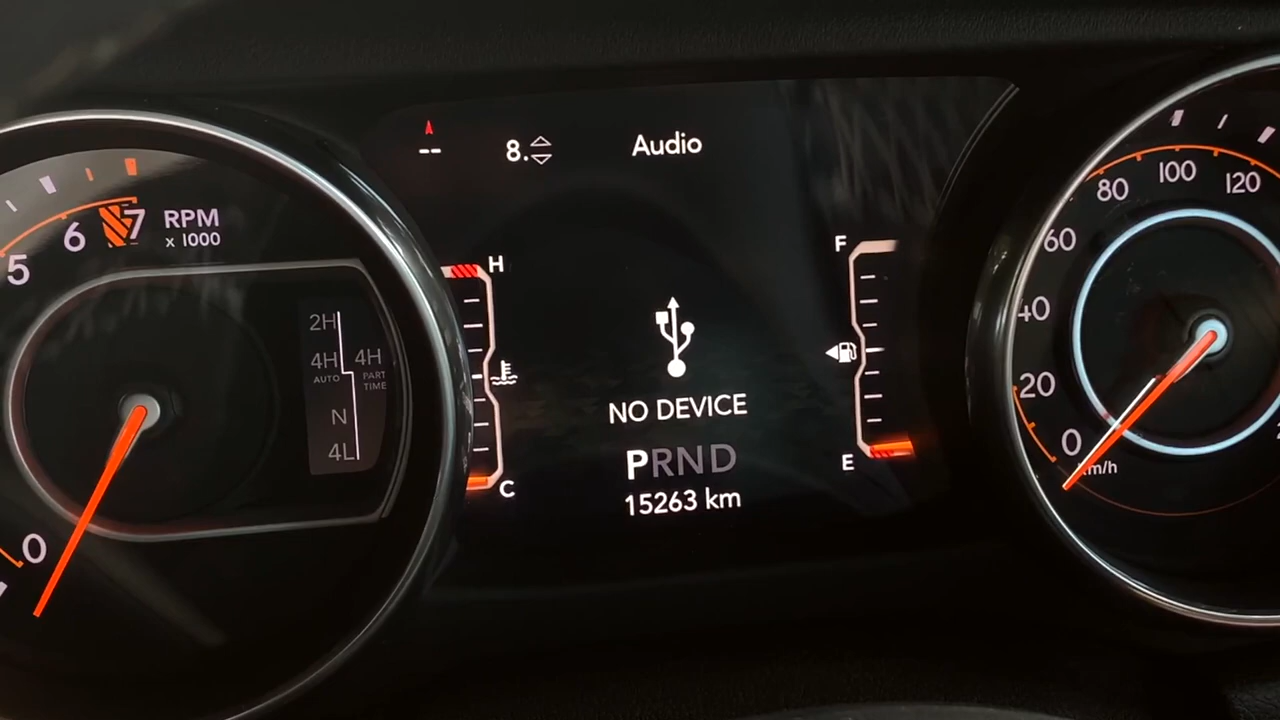 --
8.
Audio
5
6
7
RPM
x 1000
0
2H
4H
AUTO
4H
PART
TIME
N
4L
H
C
NO DEVICE
PRND
15263 km
F
E
0
20
40
60
80
100
120
km/h